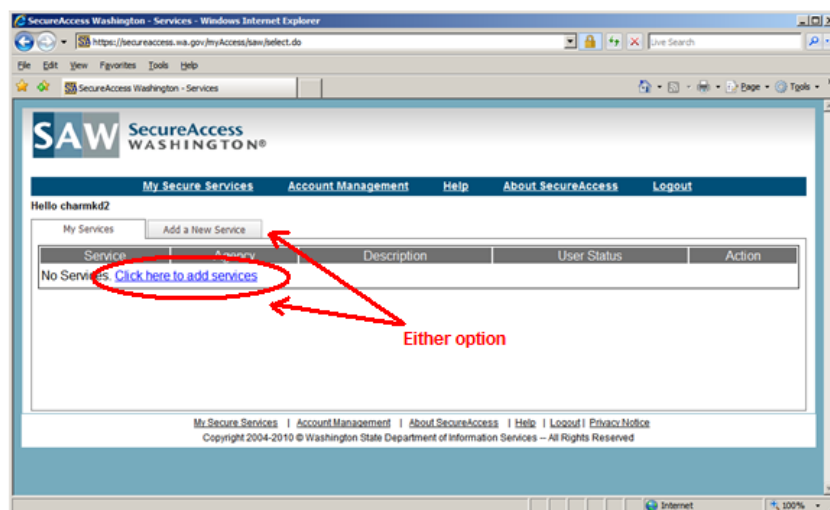 SecureAccess Washington - Services - Windows Internet Explorer
https://secureaccess.wa.gov/myAccess/saw/select.do
Live Search
File Edit View Favorites Tools Help
SecureAccess Washington - Services
Page Tools
SAW SecureAccess
WASHINGTON®
My Secure Services Account Management Help About SecureAccess Logout
Hello charmkd2
My Services Add a New Service
Service Agency Description User Status Action
No Services. Click here to add services
Either option
My Secure Services | Account Management | About SecureAccess | Help | Logout | Privacy Notice
Copyright 2004-2010 © Washington State Department of Information Services – All Rights Reserved
Internet 100%